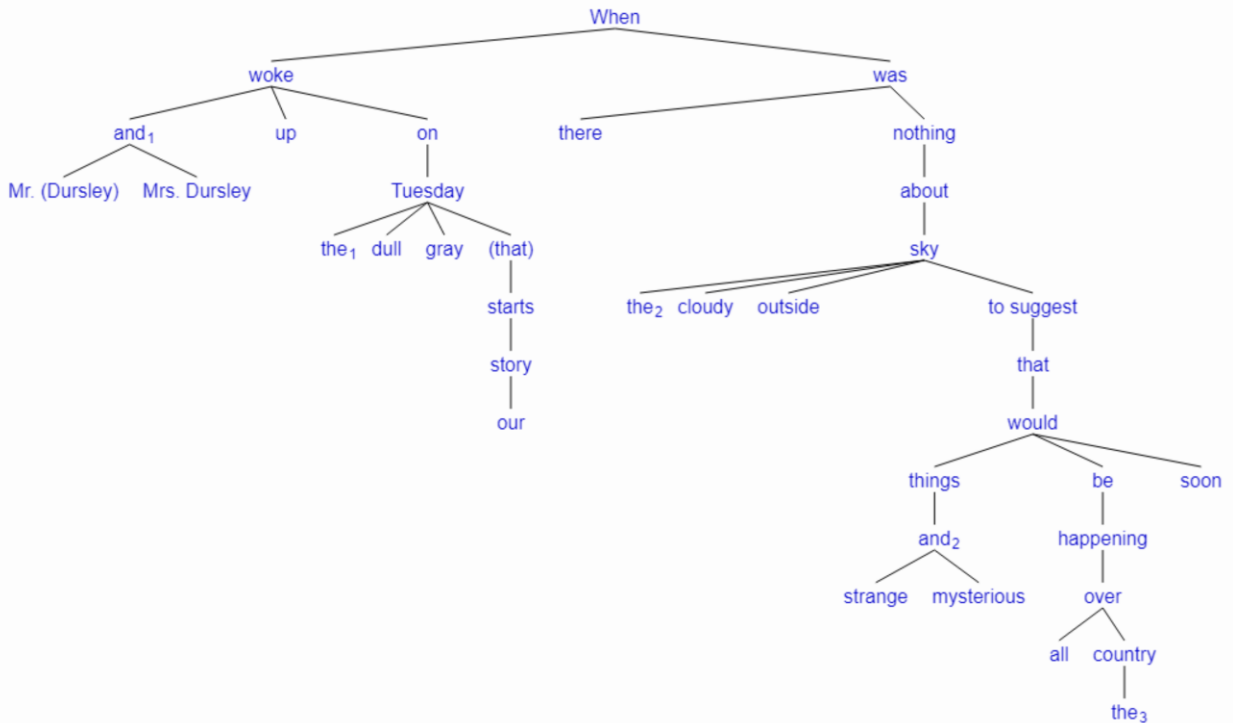 When
woke was
and₁ up on there nothing
Mr. (Dursley) Mrs. Dursley Tuesday about
the₁ dull gray (that) sky
starts the₂ cloudy outside to suggest
story that
our would
things be soon
and₂ happening
strange mysterious over
all country
the₃